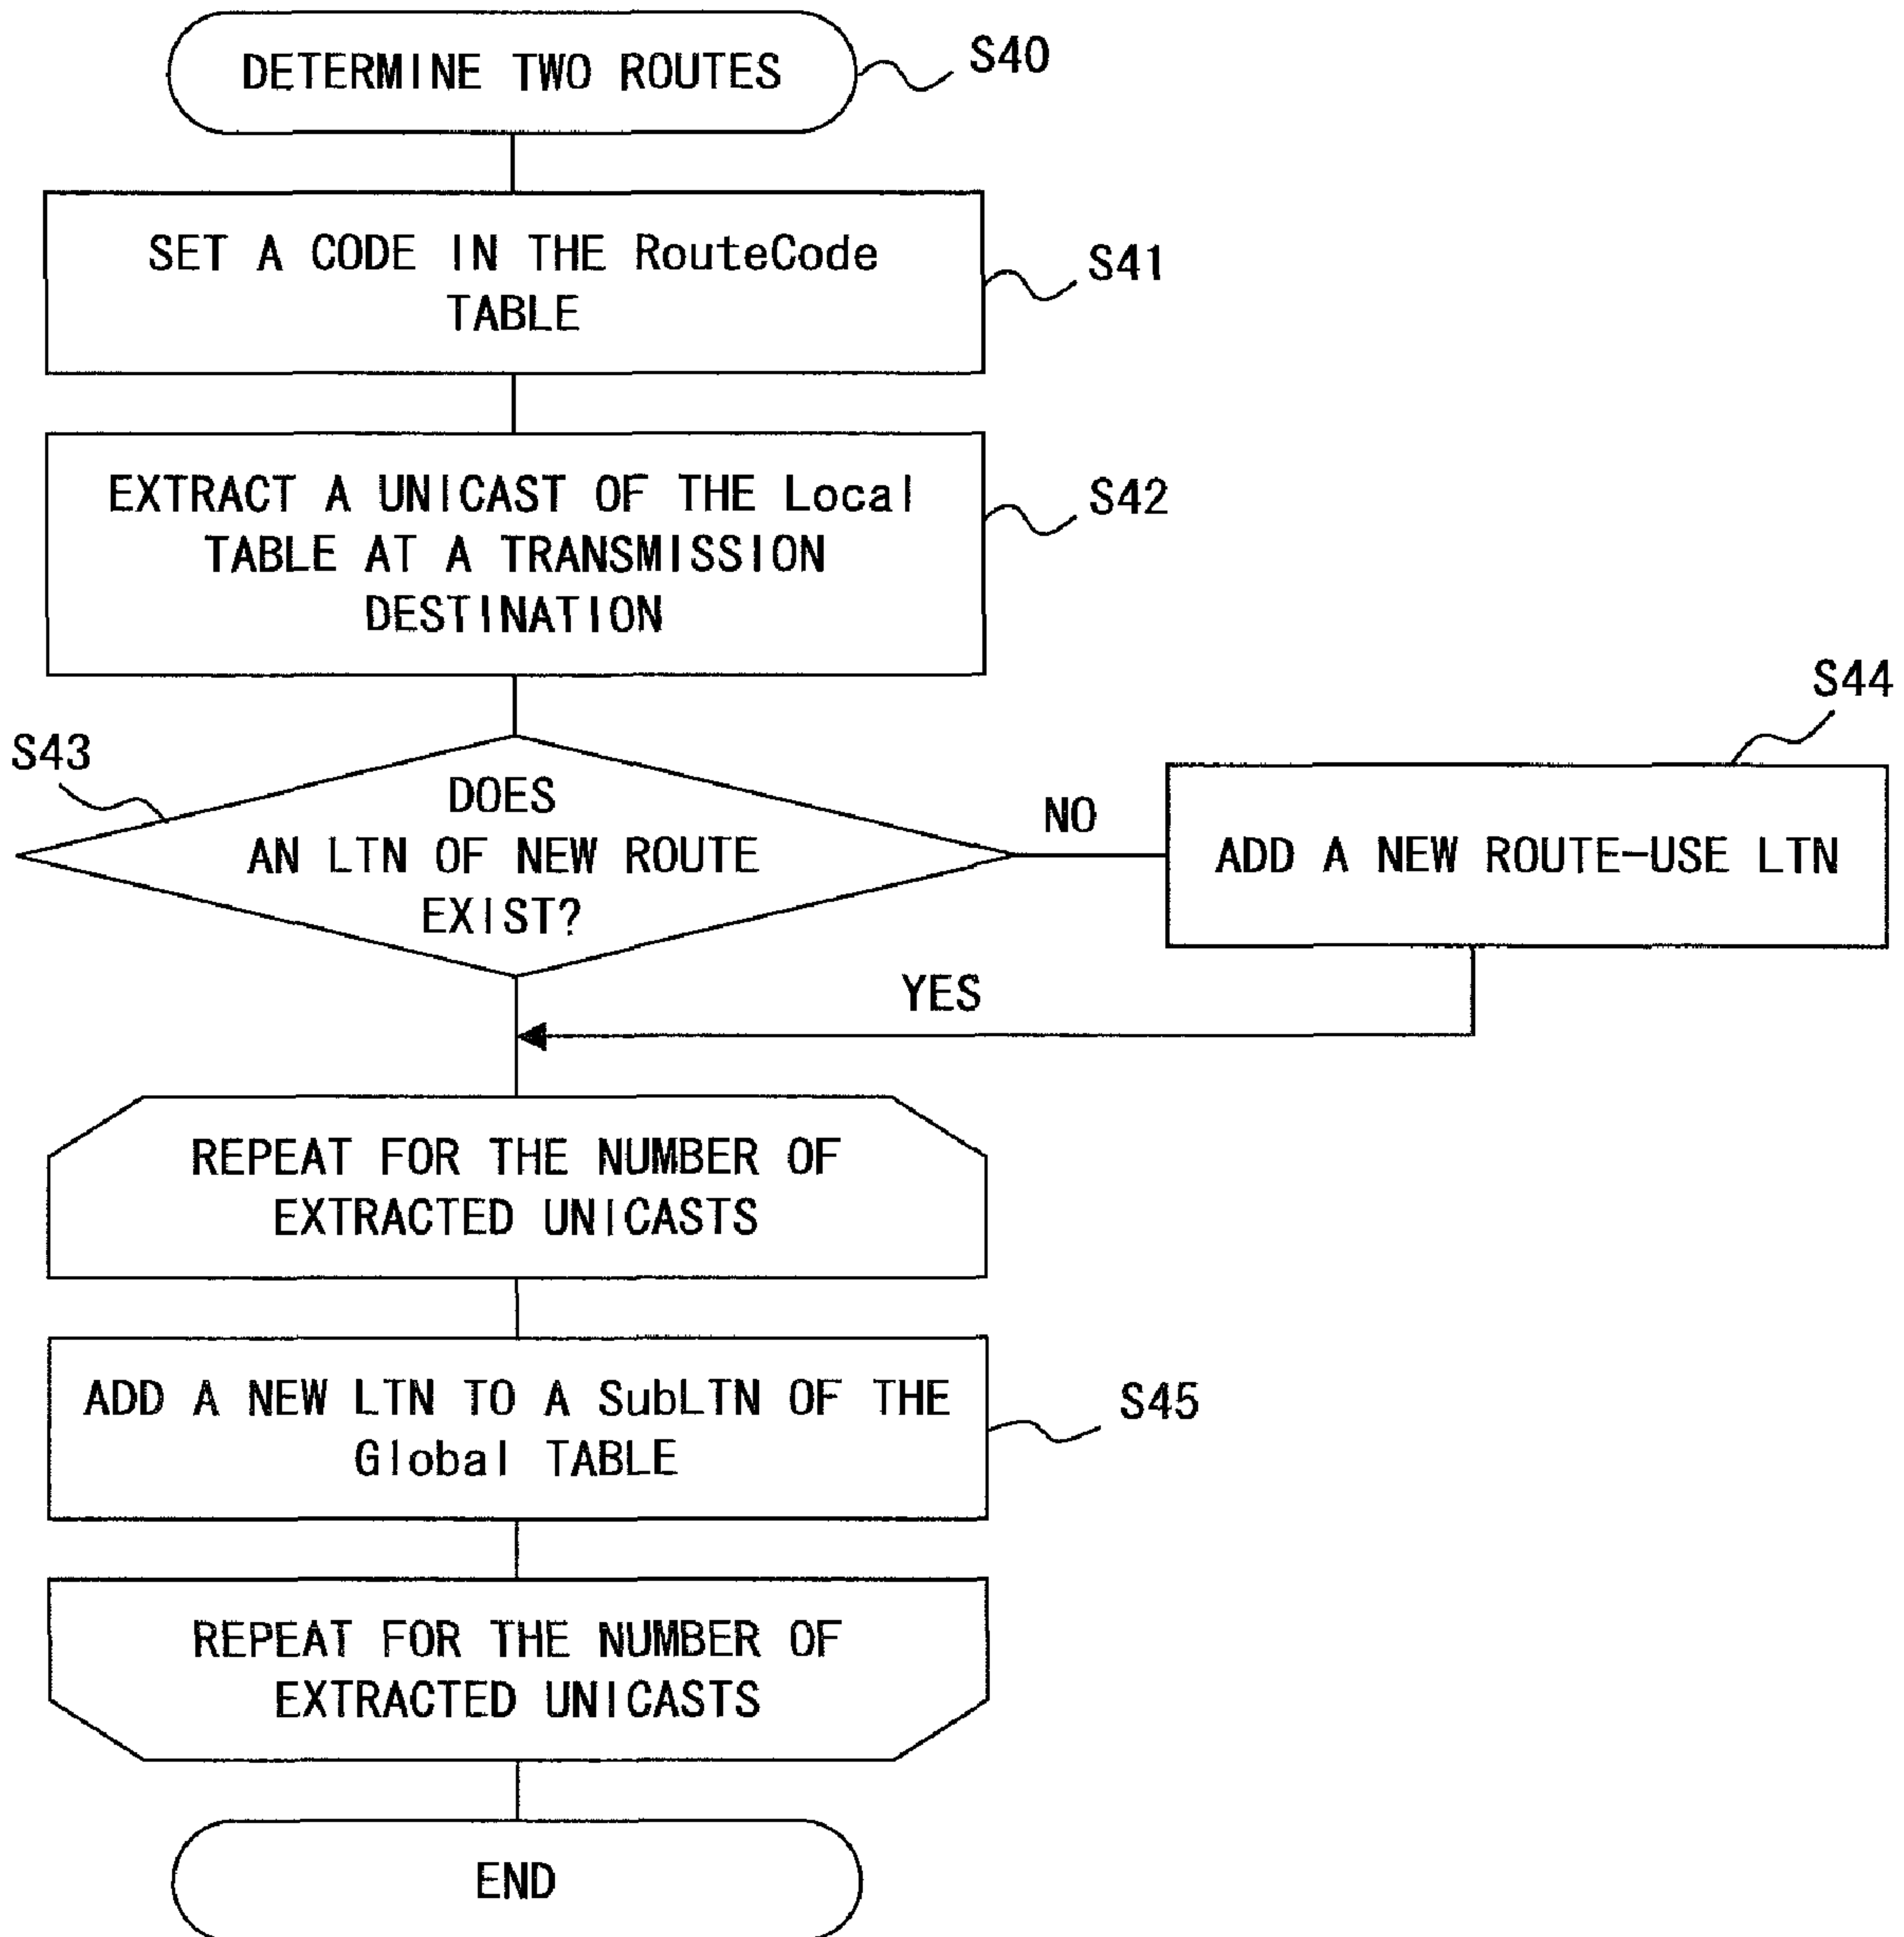 DETERMINE TWO ROUTES
S40
SET A CODE IN THE RouteCode
TABLE
S41
EXTRACT A UNICAST OF THE Local
TABLE AT A TRANSMISSION
DESTINATION
S42
S43
DOES
AN LTN OF NEW ROUTE
EXIST?
NO
S44
ADD A NEW ROUTE-USE LTN
YES
REPEAT FOR THE NUMBER OF
EXTRACTED UNICASTS
ADD A NEW LTN TO A SubLTN OF THE
Global TABLE
S45
REPEAT FOR THE NUMBER OF
EXTRACTED UNICASTS
END